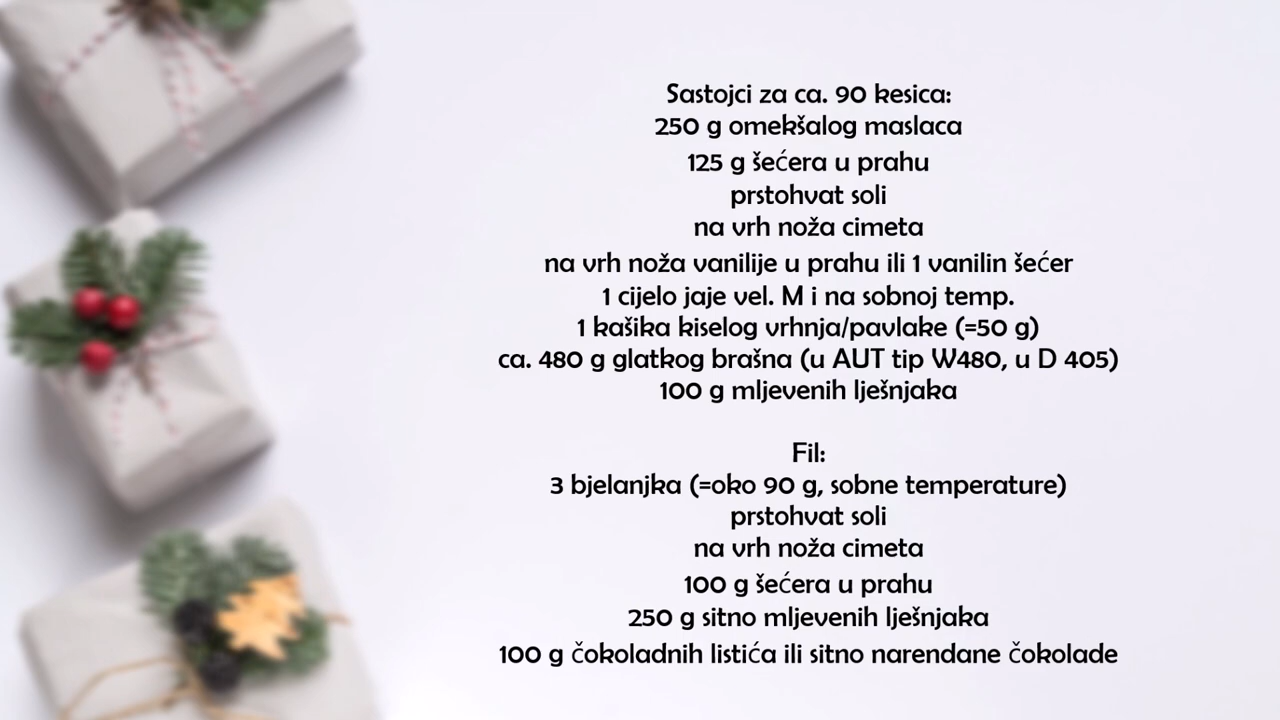 Sastojci za ca. 90 kesica:
250 g omekšalog maslaca
125 g šećera u prahu
prstohvat soli
na vrh noža cimeta
na vrh noža vanilije u prahu ili 1 vanilin šećer
1 cijelo jaje vel. M i na sobnoj temp.
1 kašika kiselog vrhnja/pavlake (=50 g)
ca. 480 g glatkog brašna (u AUT tip W480, u D 405)
100 g mljevenih lješnjaka
Fil:
3 bjelanjka (=oko 90 g, sobne temperature)
prstohvat soli
na vrh noža cimeta
100 g šećera u prahu
250 g sitno mljevenih lješnjaka
100 g čokoladnih listića ili sitno narendane čokolade